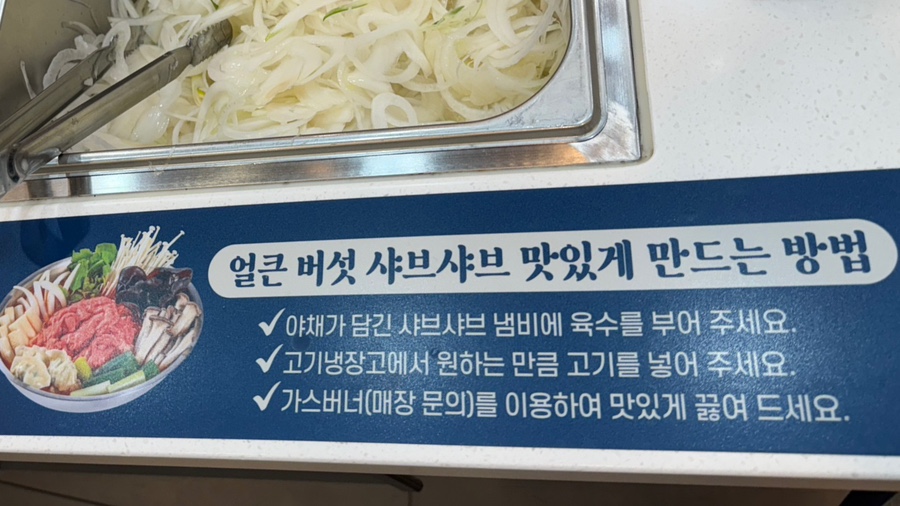 얼큰 버섯 샤브샤브 맛있게 만드는 방법
✓야채가 담긴 샤브샤브 냄비에 육수를 부어 주세요.
✓고기냉장고에서 원하는 만큼 고기를 넣어 주세요.
✓가스버너(매장 문의)를 이용하여 맛있게 끓여 드세요.